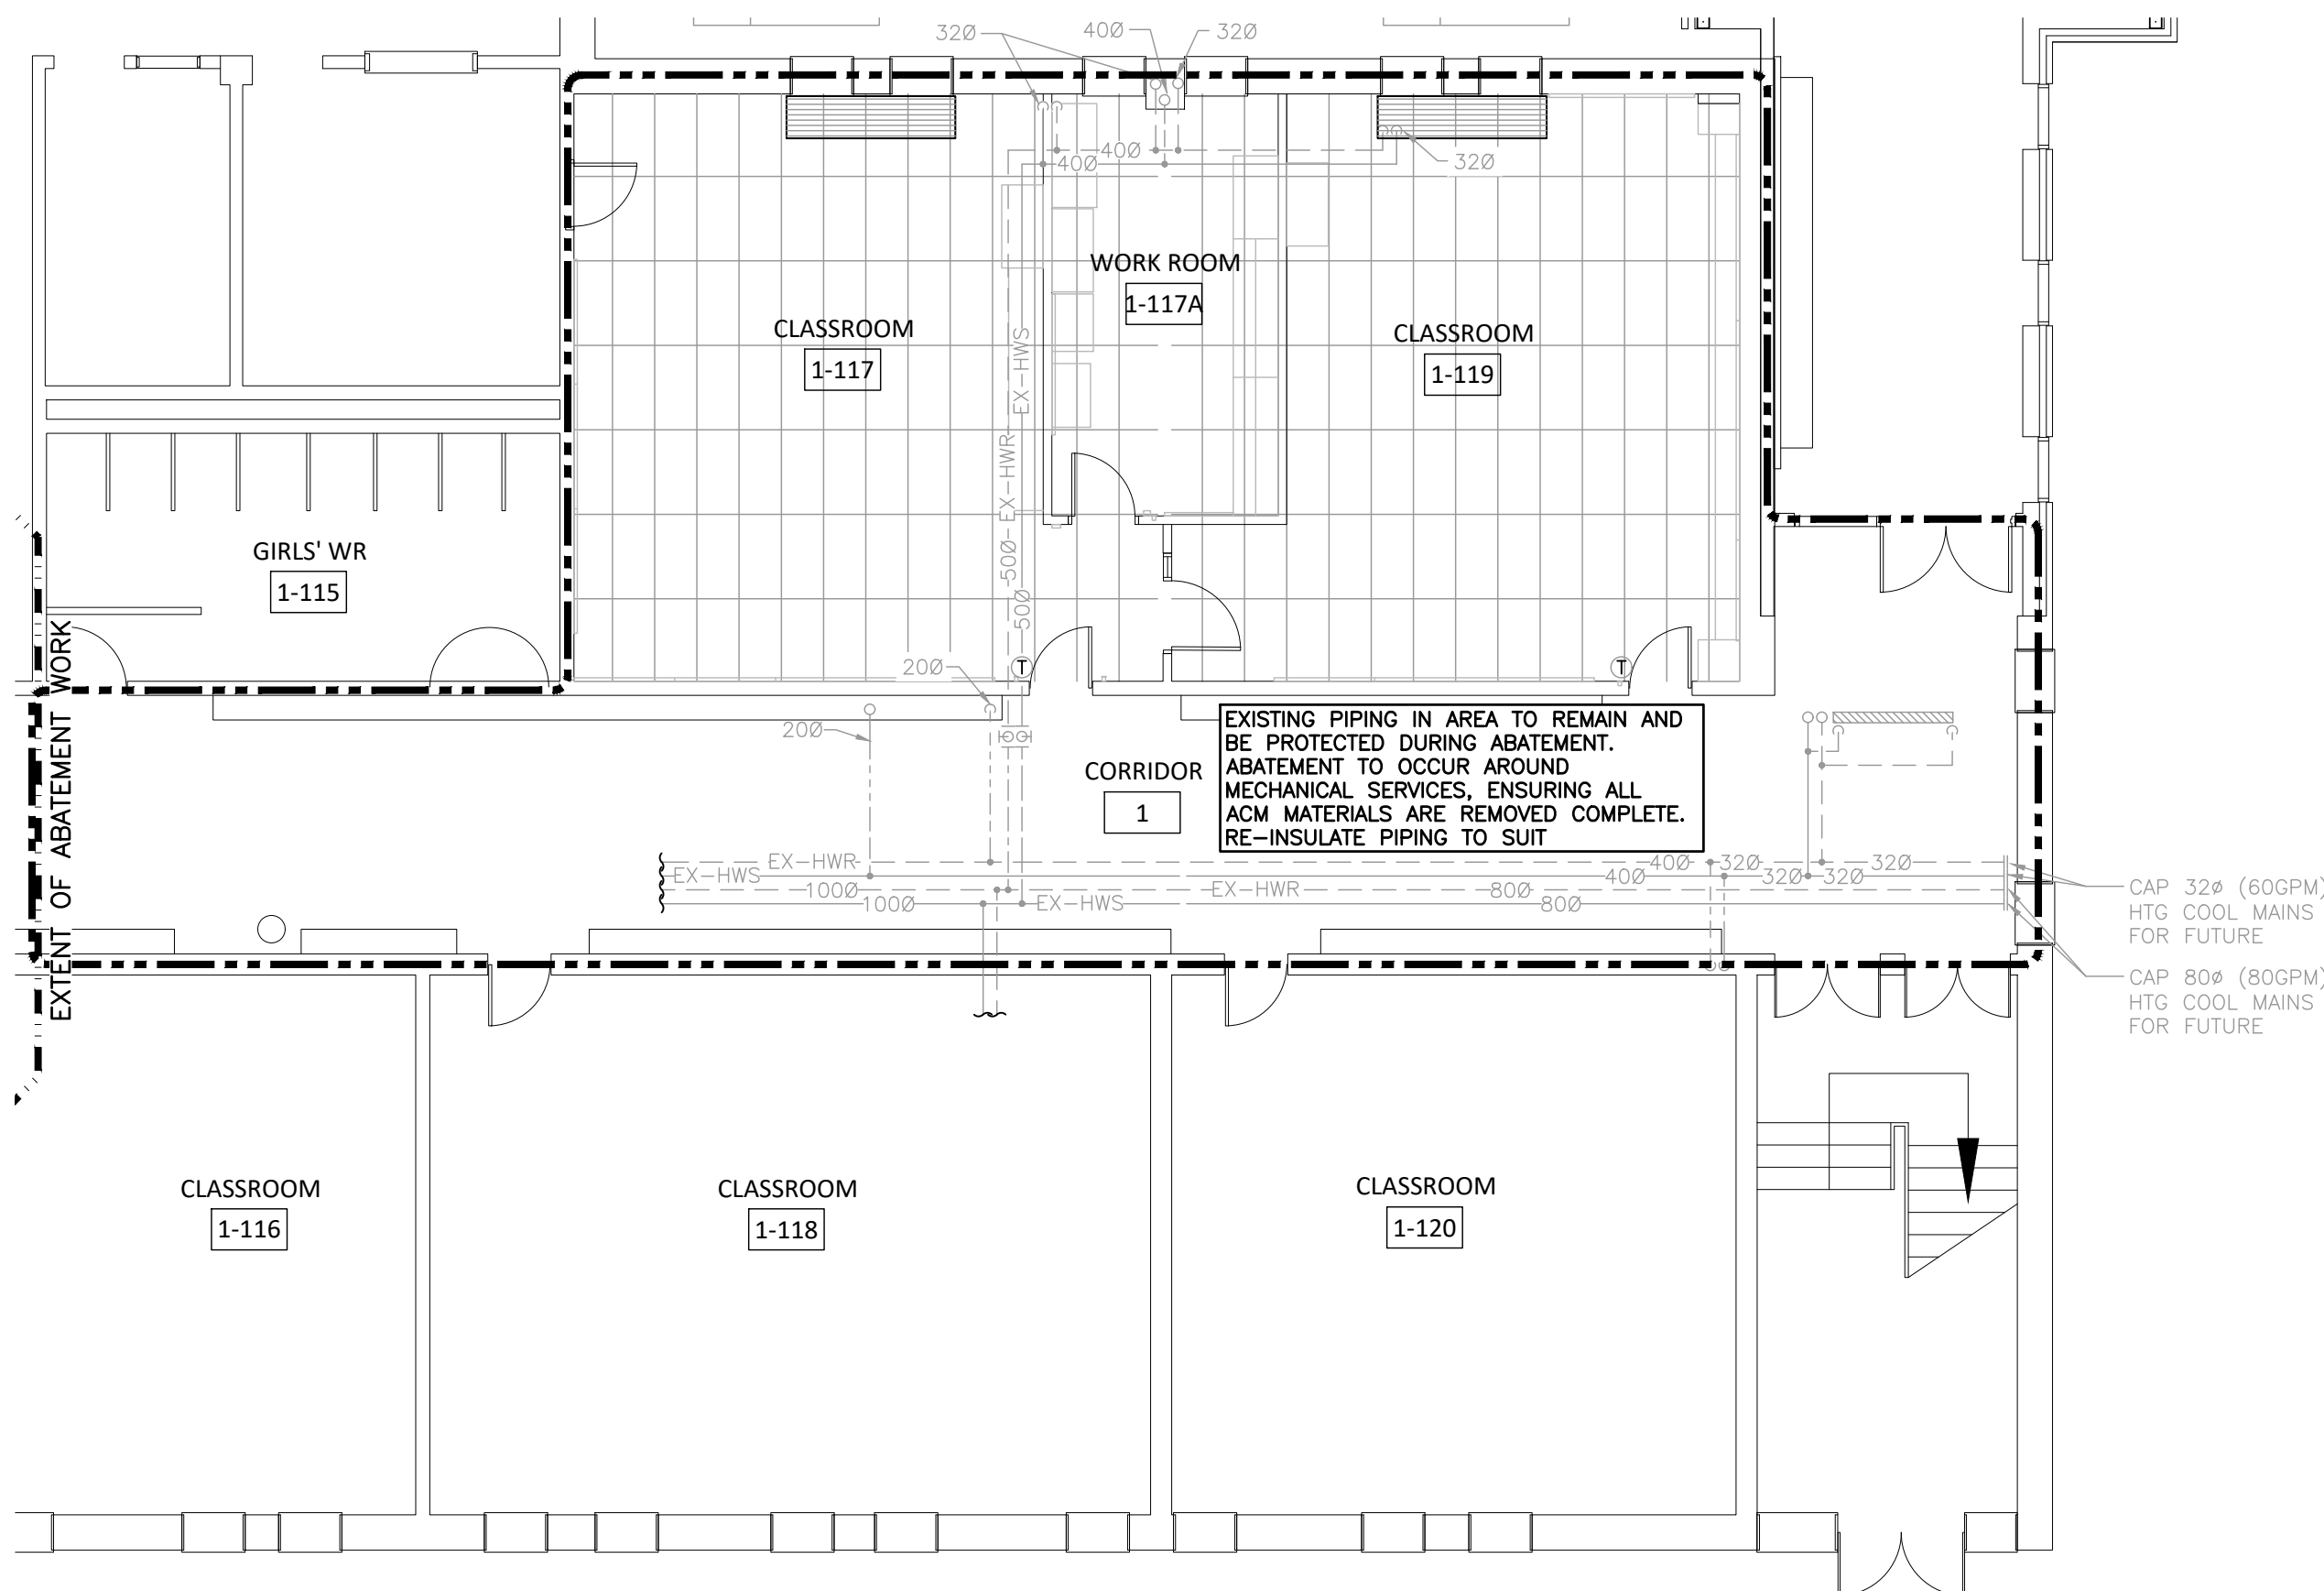 32Ø
40Ø
32Ø
40Ø
40Ø
32Ø
WORK ROOM
1-117A
CLASSROOM
1-117
CLASSROOM
1-119
EX-HWS
EX-HWR
50Ø
50Ø
GIRLS' WR
1-115
EXTENT OF ABATEMENT WORK
20Ø
T
T
20Ø
CORRIDOR
1
EXISTING PIPING IN AREA TO REMAIN AND
BE PROTECTED DURING ABATEMENT.
ABATEMENT TO OCCUR AROUND
MECHANICAL SERVICES, ENSURING ALL
ACM MATERIALS ARE REMOVED COMPLETE.
RE-INSULATE PIPING TO SUIT
EX-HWR
40Ø
32Ø
32Ø
EX-HWS
40Ø
32Ø
32Ø
100Ø
EX-HWR
80Ø
100Ø
EX-HWS
80Ø
CAP 32ø (60GPM)
HTG COOL MAINS
FOR FUTURE
CAP 80ø (80GPM)
HTG COOL MAINS
FOR FUTURE
CLASSROOM
1-116
CLASSROOM
1-118
CLASSROOM
1-120